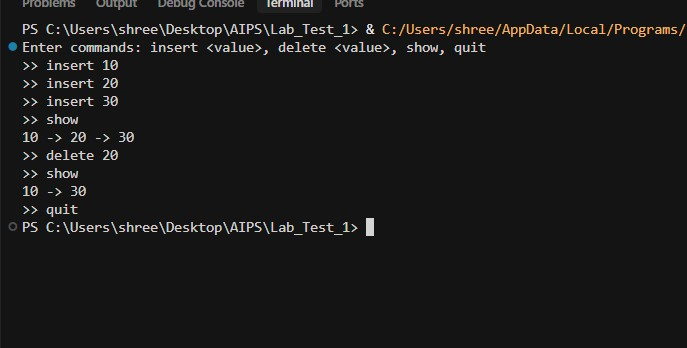 Problems Output Debug Console Terminal Ports
PS C:\Users\shree\Desktop\AIPS\Lab_Test_1> & C:/Users/shree/AppData/Local/Programs/
Enter commands: insert <value>, delete <value>, show, quit
>> insert 10
>> insert 20
>> insert 30
>> show
10 -> 20 -> 30
>> delete 20
>> show
10 -> 30
>> quit
PS C:\Users\shree\Desktop\AIPS\Lab_Test_1>